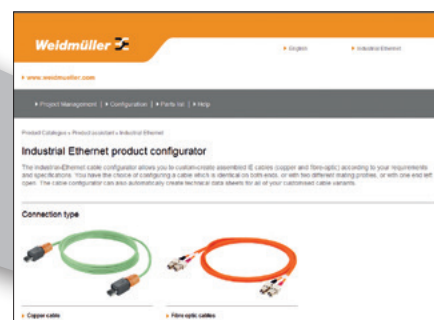 Weidmüller
English
Industrial Ethernet
www.weidmueller.com
Project Management | Configuration | Parts list | Help
Product Catalogue » Product assistant » Industrial Ethernet
Industrial Ethernet product configurator
The Industrial-Ethernet cable configurator allows you to custom-create assembled IE cables (copper and fibre-optic) according to your requirements
and specifications. You have the choice of configuring a cable which is identical on both ends, or with two different mating profiles, or with one end left
open. The cable configurator can also automatically create technical data sheets for all of your customised cable variants.
Connection type
Copper cable
Fibre optic cables